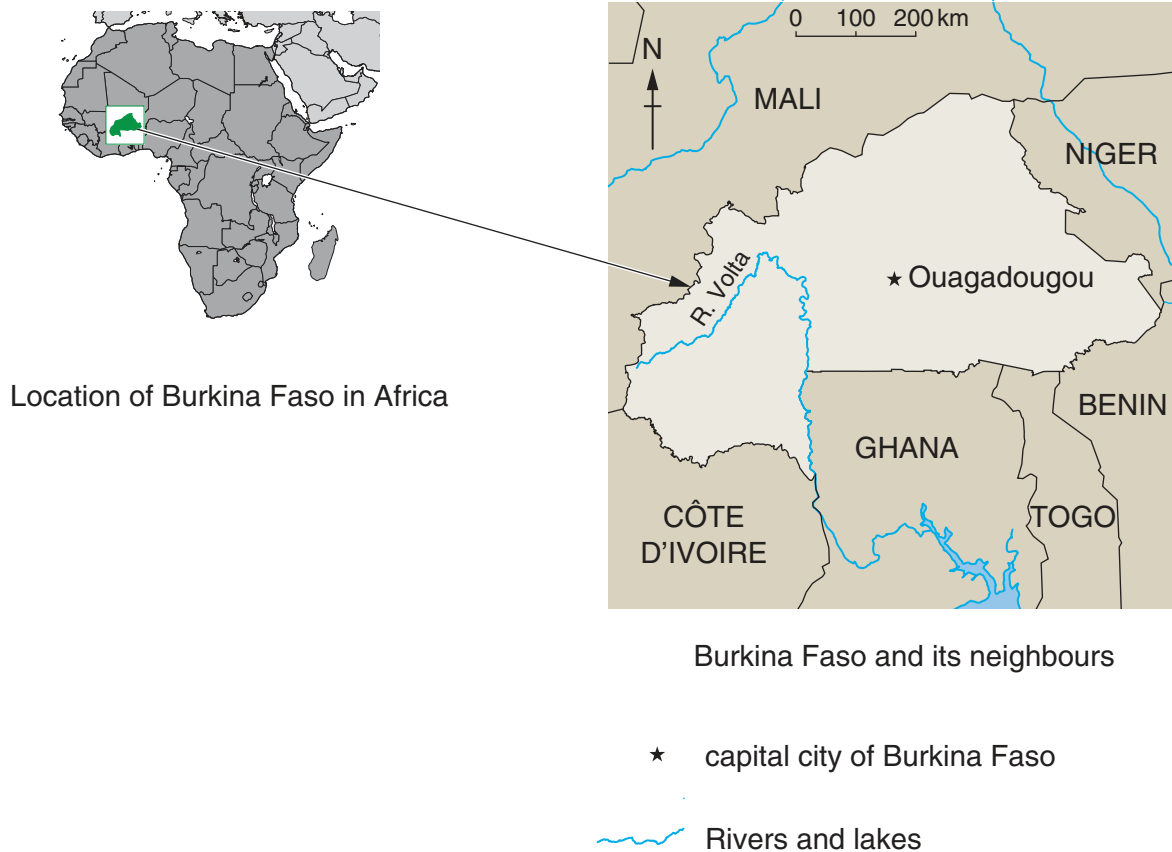 0 100 200 km
N
MALI
NIGER
R. Volta
Ouagadougou
Location of Burkina Faso in Africa
BENIN
GHANA
CÔTE
D'IVOIRE
TOGO
Burkina Faso and its neighbours
capital city of Burkina Faso
Rivers and lakes